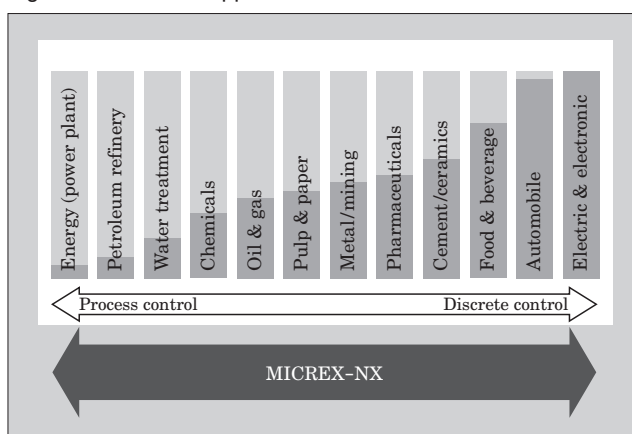 Energy (power plant)
Petroleum refinery
Water treatment
Chemicals
Oil & gas
Pulp & paper
Metal/mining
Pharmaceuticals
Cement/ceramics
Food & beverage
Automobile
Electric & electronic
Process control
Discrete control
MICREX-NX